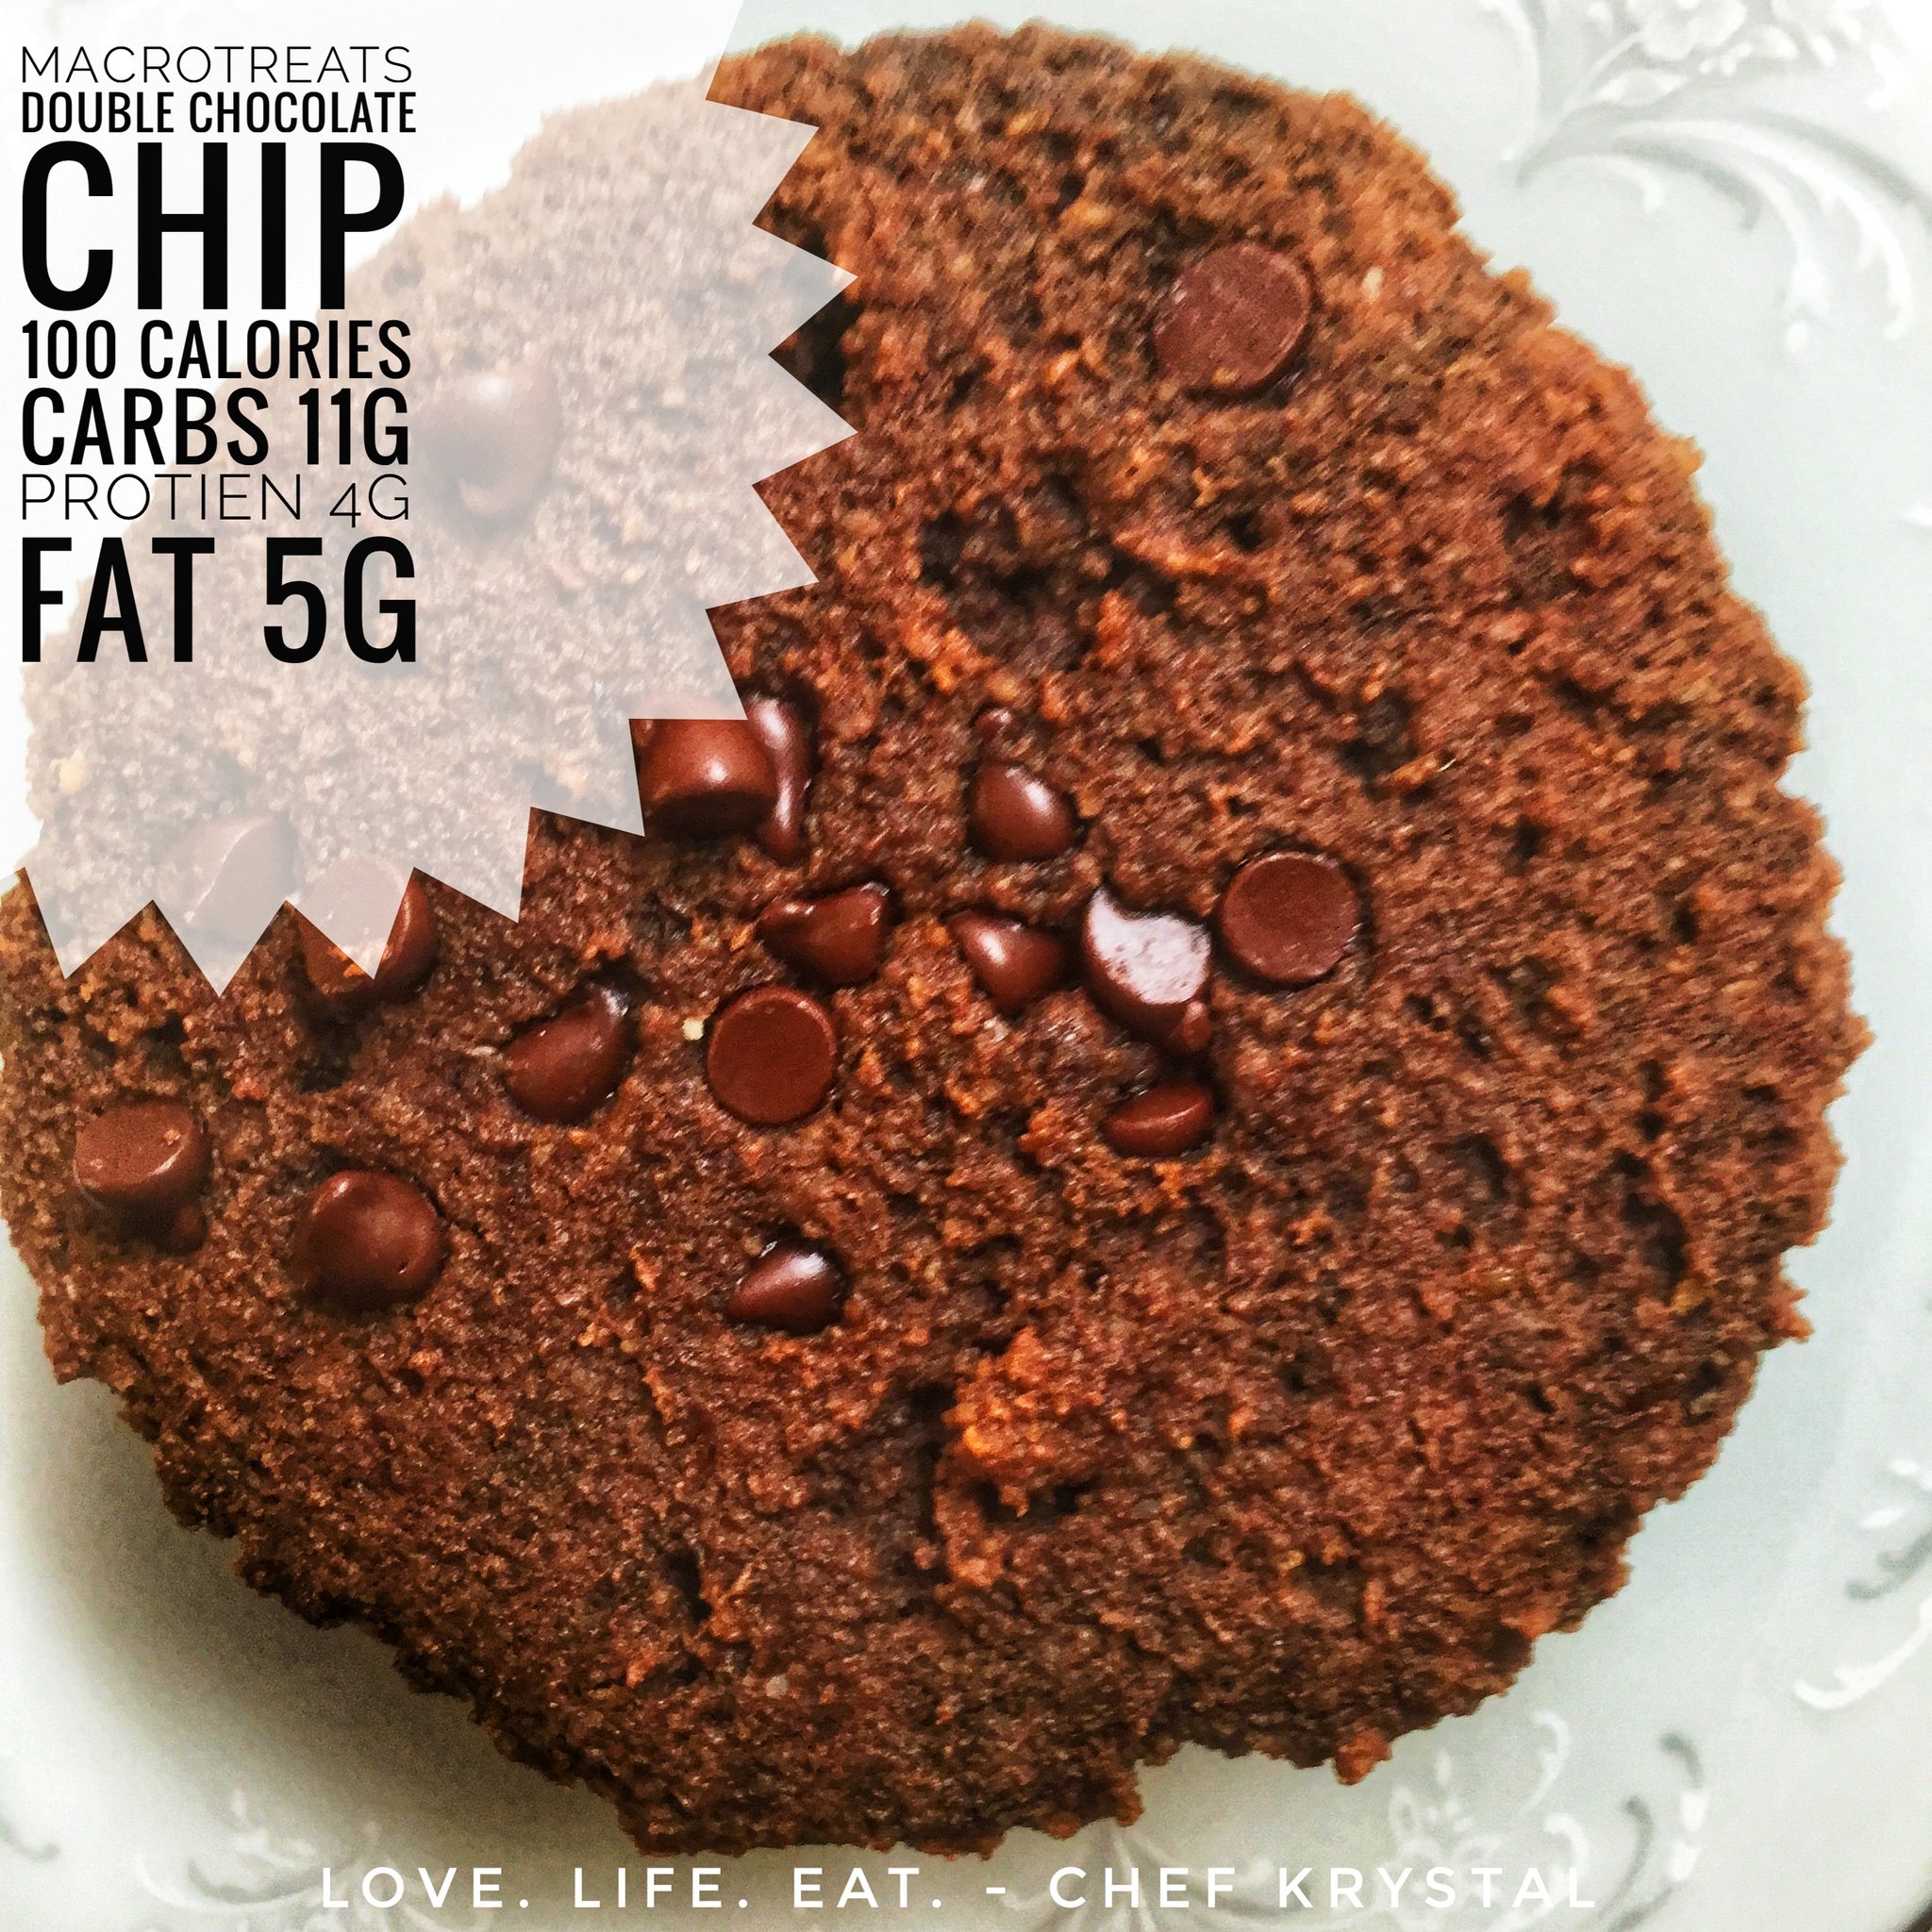 MACROTREATS
DOUBLE CHOCOLATE
CHIP
100 CALORIES
CARBS 11G
PROTIEN 4G
FAT 5G
LOVE. LIFE. EAT. - CHEF KRYSTAL